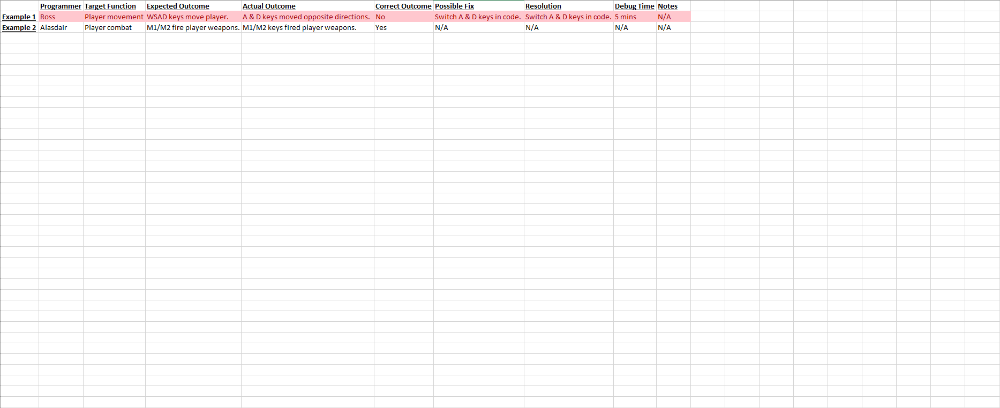 Programmer Target Function Expected Outcome Actual Outcome Correct Outcome Possible Fix Resolution Debug Time Notes
Example 1 Ross Player movement WSAD keys move player. A & D keys moved opposite directions. No Switch A & D keys in code. Switch A & D keys in code. 5 mins N/A
Example 2 Alasdair Player combat M1/M2 fire player weapons. M1/M2 keys fired player weapons. Yes N/A N/A N/A N/A